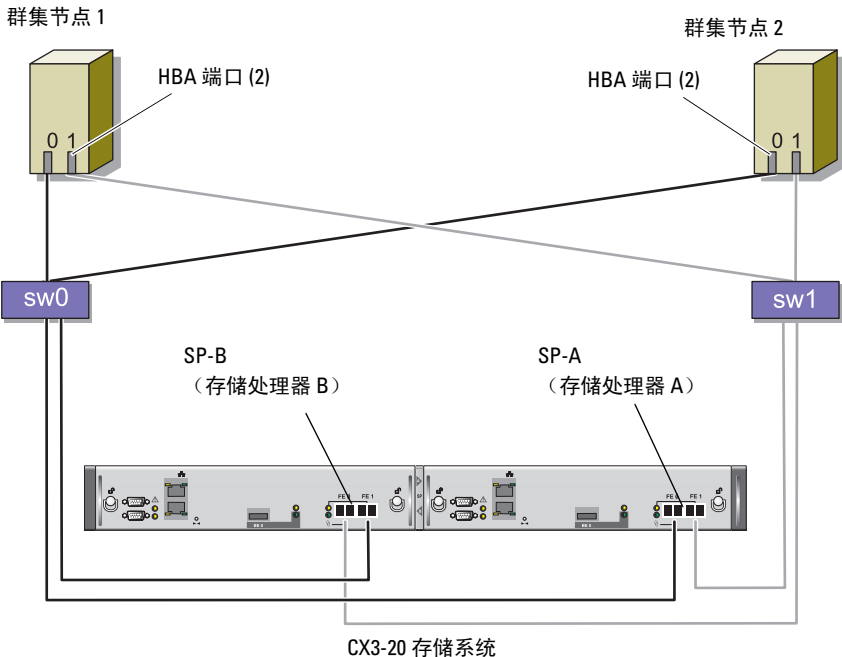 群集节点 1
群集节点 2
HBA 端口 (2)
HBA 端口 (2)
0 1
0 1
sw0
sw1
SP-B
（存储处理器 B）
SP-A
（存储处理器 A）
FE 0 FE 1
SP
FE 0 FE 1
CX3-20 存储系统